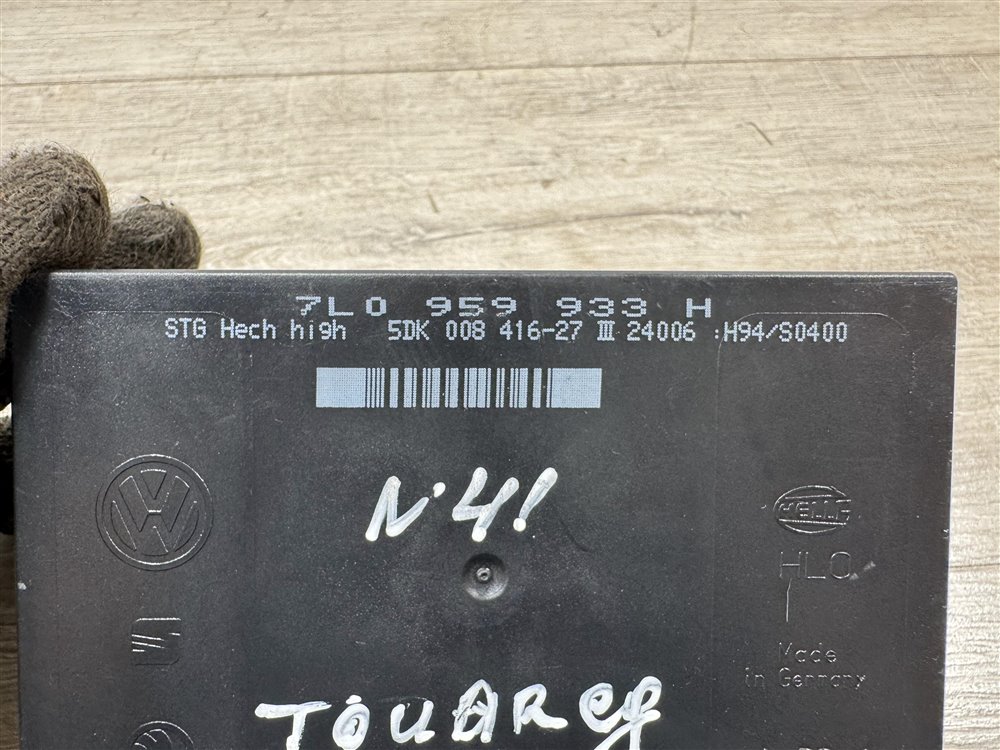 7L0 959 933 H
STG Hech high 5DK 008 416-27 III 24006 :H94/S0400
N·4!
HELLA
HLO
Made
in Germany
TOUAREG